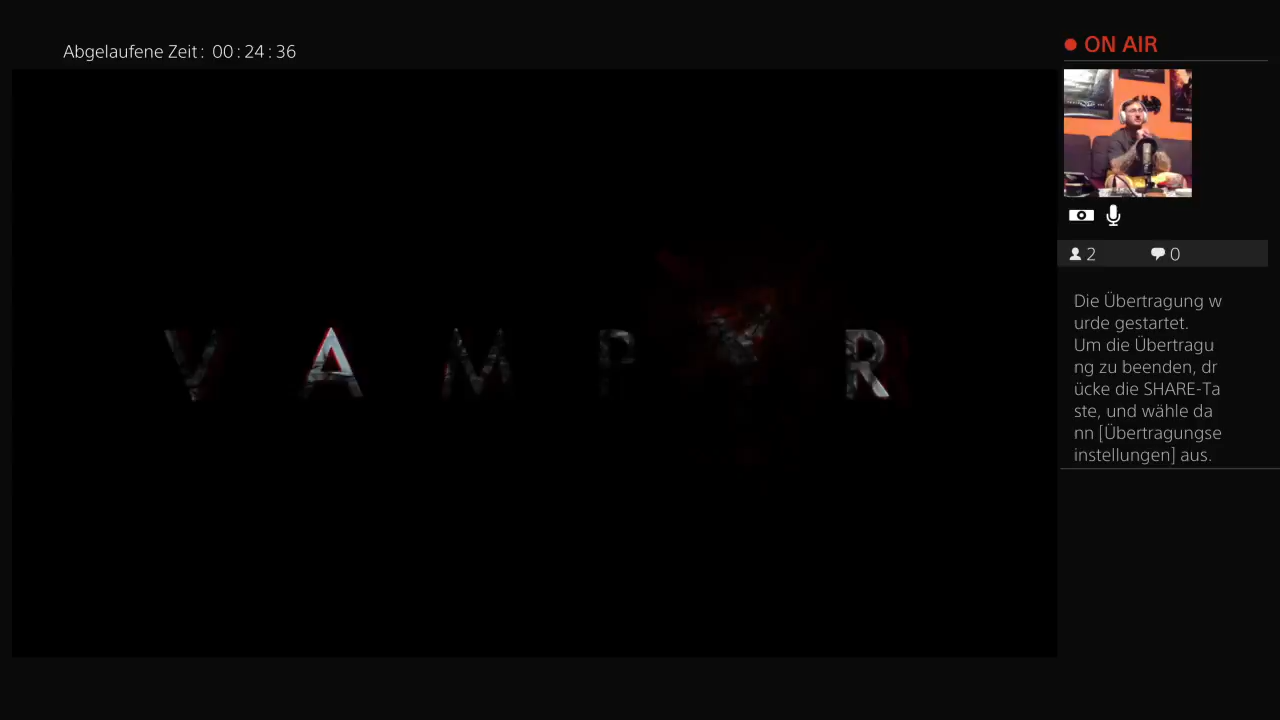 Abgelaufene Zeit: 00:24:36
ON AIR
VAMPYR
2
0
Die Übertragung w
urde gestartet.
Um die Übertragu
ng zu beenden, dr
ücke die SHARE-Ta
ste, und wähle da
nn [Übertragungse
instellungen] aus.